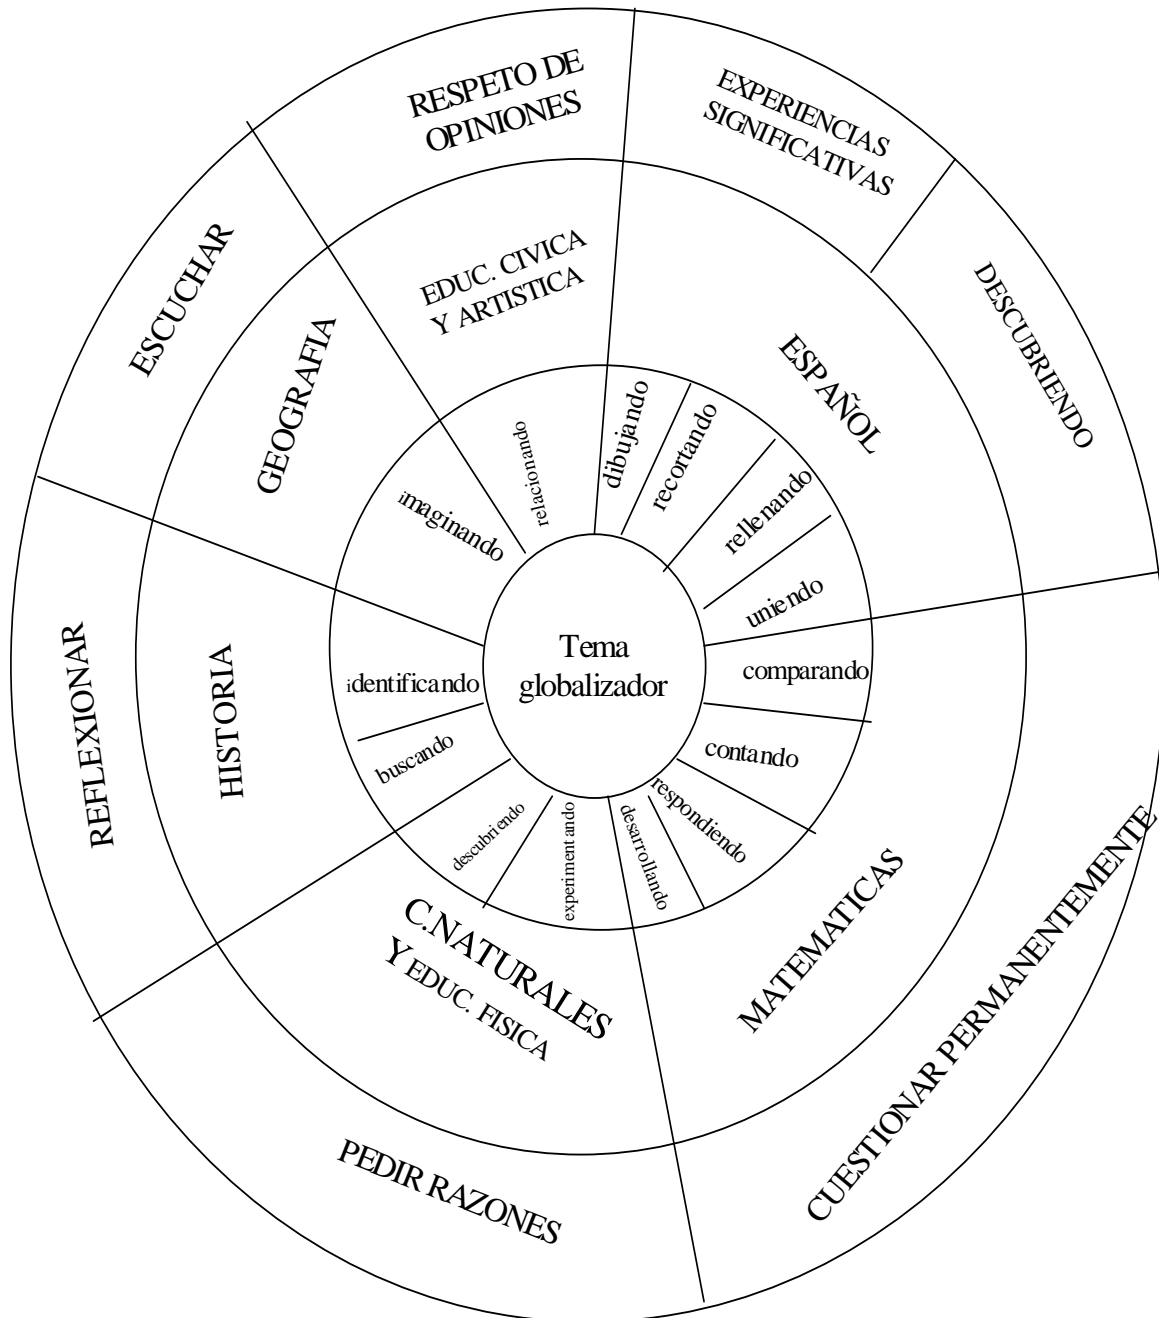 RESPETO DE
OPINIONES
EXPERIENCIAS
SIGNIFICATIVAS
DESCUBRIENDO
ESCUCHAR
REFLEXIONAR
PEDIR RAZONES
CUESTIONAR PERMANENTEMENTE
EDUC. CIVICA
Y ARTISTICA
ESPAÑOL
GEOGRAFIA
HISTORIA
C.NATURALES
Y EDUC. FISICA
MATEMATICAS
relacionando
dibujando
recortando
rellenando
uniendo
comparando
contando
respondiendo
desarrollando
experimentando
descubriendo
buscando
identificando
imaginando
Tema
globalizador